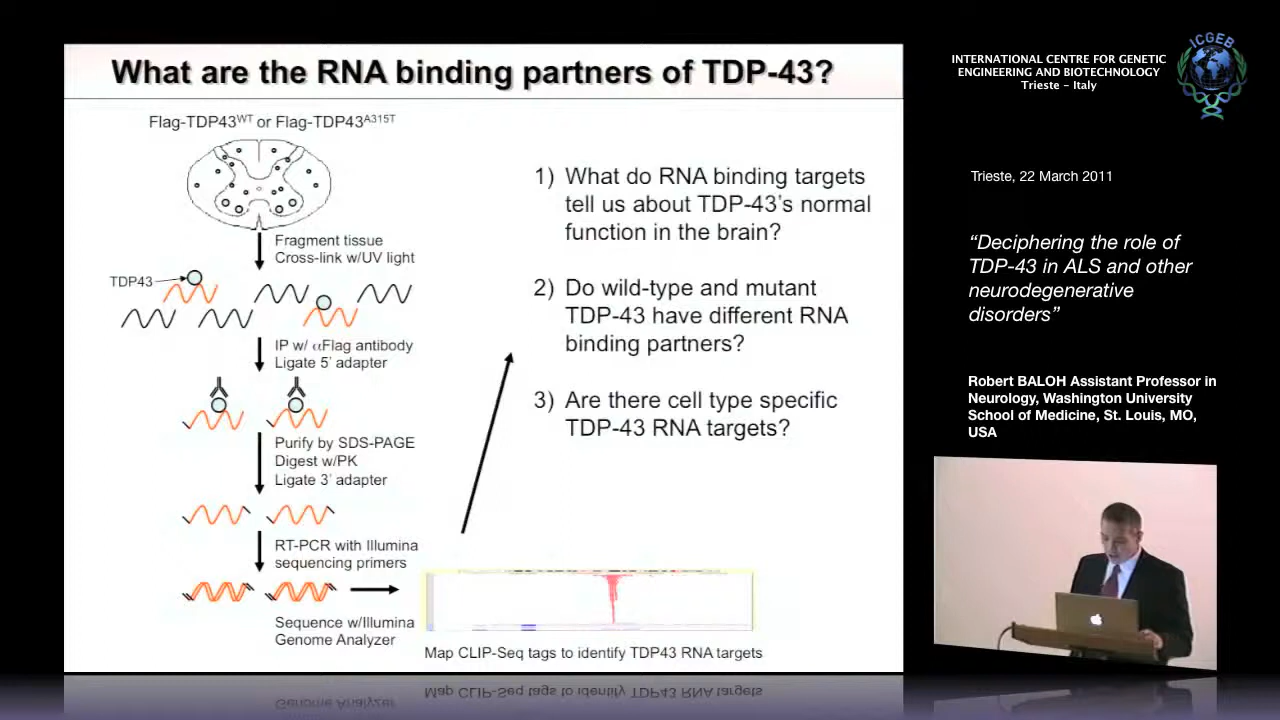 What are the RNA binding partners of TDP-43?
Flag-TDP43WT or Flag-TDP43A315T
Fragment tissue
Cross-link w/UV light
TDP43
IP w/ αFlag antibody
Ligate 5’ adapter
Purify by SDS-PAGE
Digest w/PK
Ligate 3’ adapter
RT-PCR with Illumina
sequencing primers
Sequence w/Illumina
Genome Analyzer
Map CLIP-Seq tags to identify TDP43 RNA targets
1) What do RNA binding targets
tell us about TDP-43’s normal
function in the brain?
2) Do wild-type and mutant
TDP-43 have different RNA
binding partners?
3) Are there cell type specific
TDP-43 RNA targets?
INTERNATIONAL CENTRE FOR GENETIC
ENGINEERING AND BIOTECHNOLOGY
Trieste – Italy
ICGEB
Trieste, 22 March 2011
“Deciphering the role of
TDP-43 in ALS and other
neurodegenerative
disorders”
Robert BALOH Assistant Professor in
Neurology, Washington University
School of Medicine, St. Louis, MO,
USA